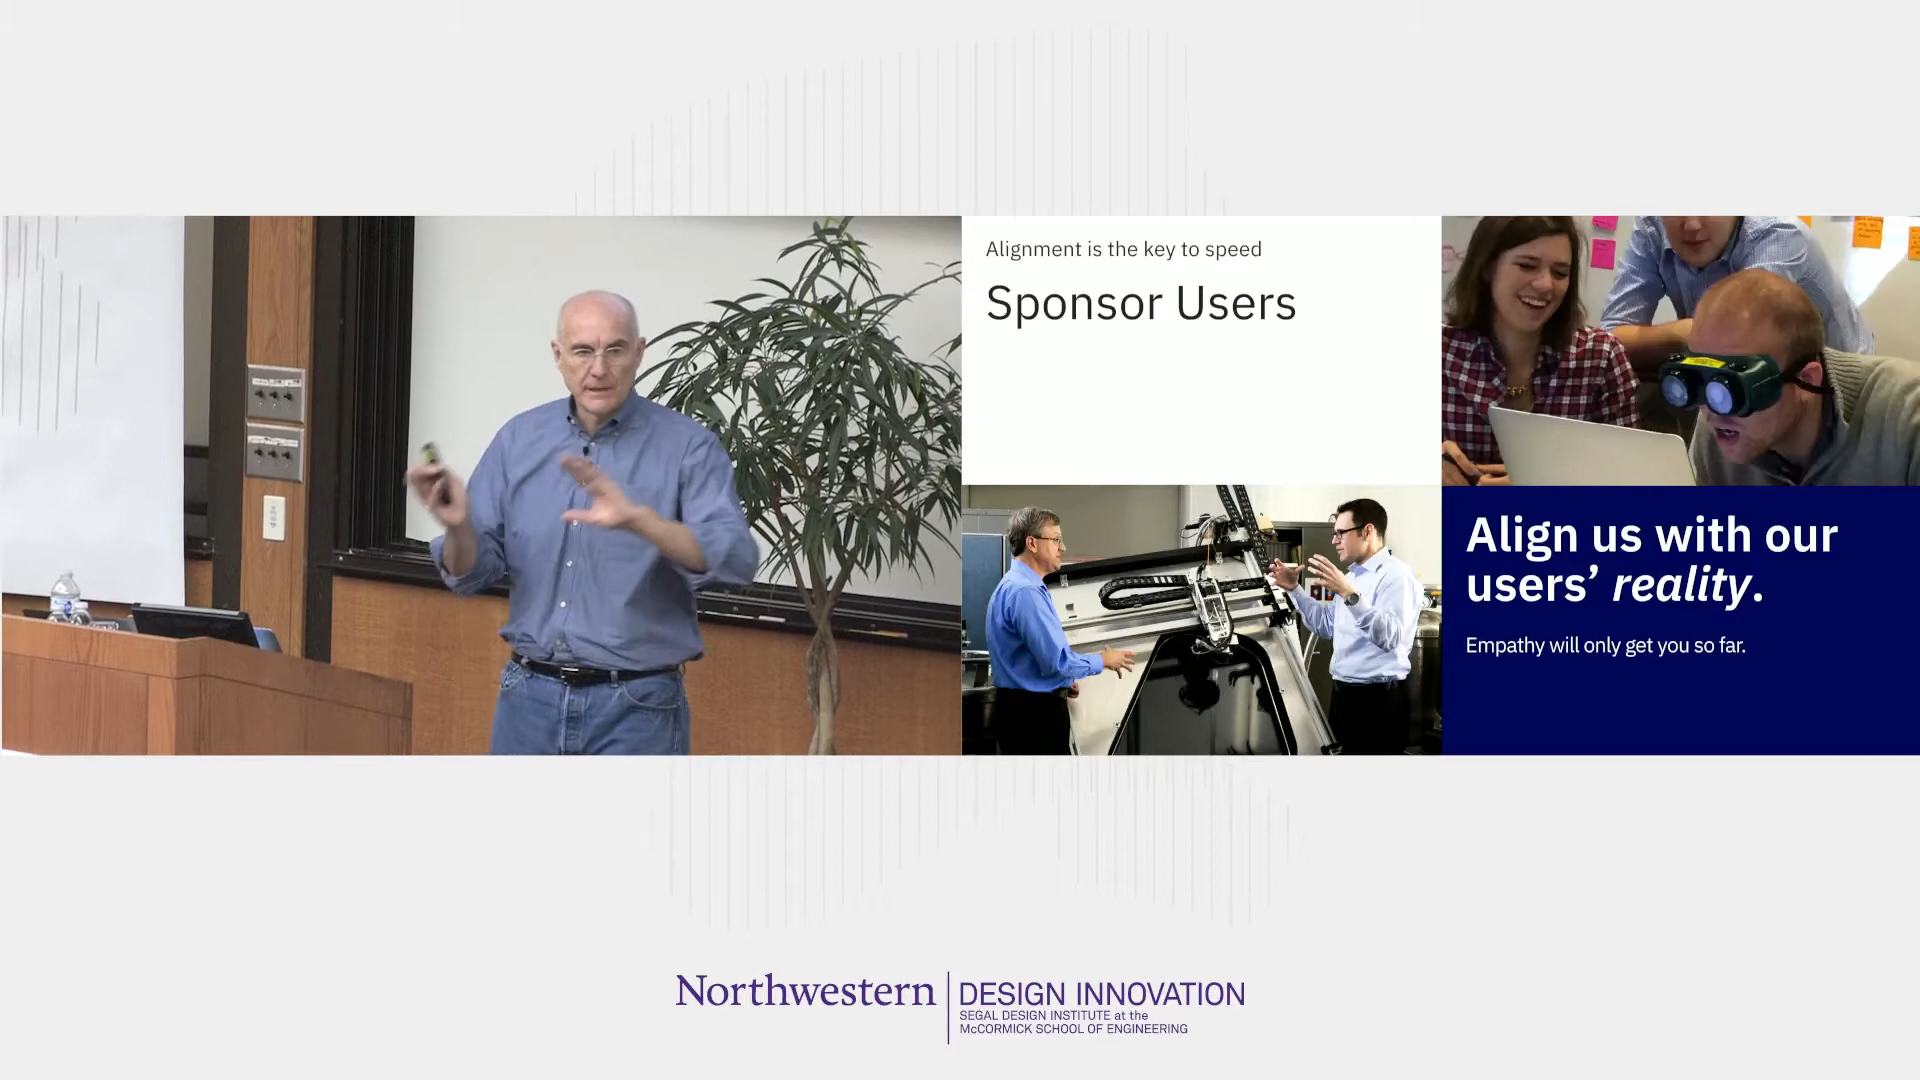 Alignment is the key to speed
Sponsor Users
Align us with our
users’ reality.
Empathy will only get you so far.
Northwestern
DESIGN INNOVATION
SEGAL DESIGN INSTITUTE at the
McCORMICK SCHOOL OF ENGINEERING